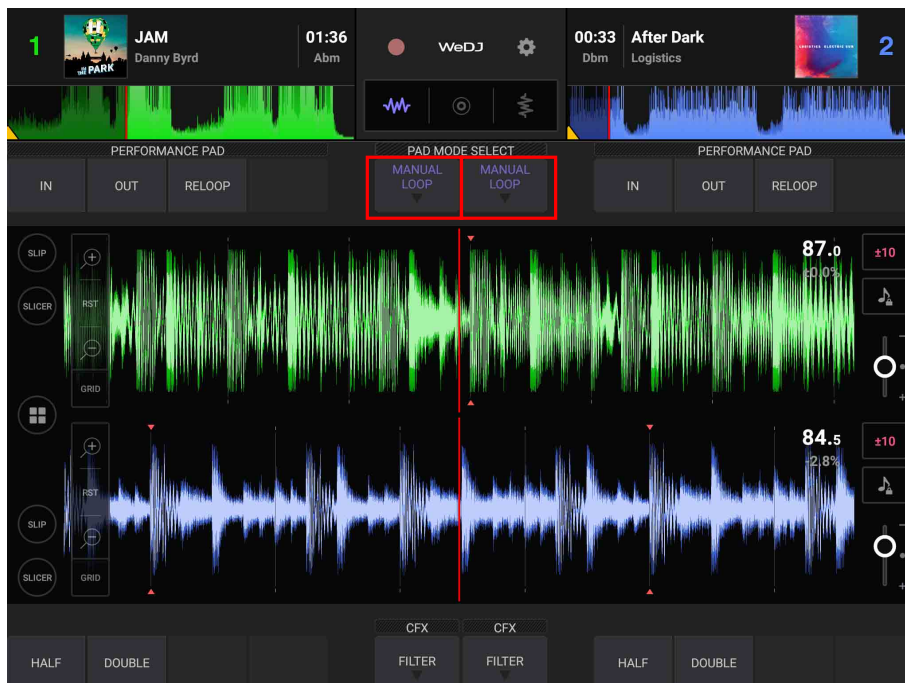 1
JAM
Danny Byrd
01:36
Abm
WeDJ
00:33
Dbm
After Dark
Logistics
2
PERFORMANCE PAD
PAD MODE SELECT
PERFORMANCE PAD
IN
OUT
RELOOP
MANUAL
LOOP
MANUAL
LOOP
IN
OUT
RELOOP
SLIP
SLICER
RST
GRID
87.0
±0.0%
±10
RST
GRID
SLIP
SLICER
84.5
-2.8%
±10
CFX
CFX
HALF
DOUBLE
FILTER
FILTER
HALF
DOUBLE